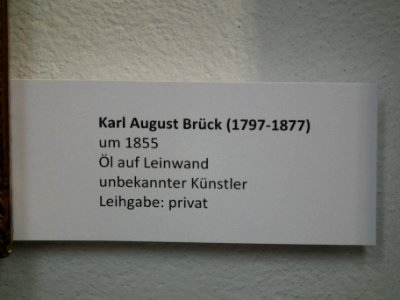 Karl August Brück (1797-1877)
um 1855
Öl auf Leinwand
unbekannter Künstler
Leihgabe: privat